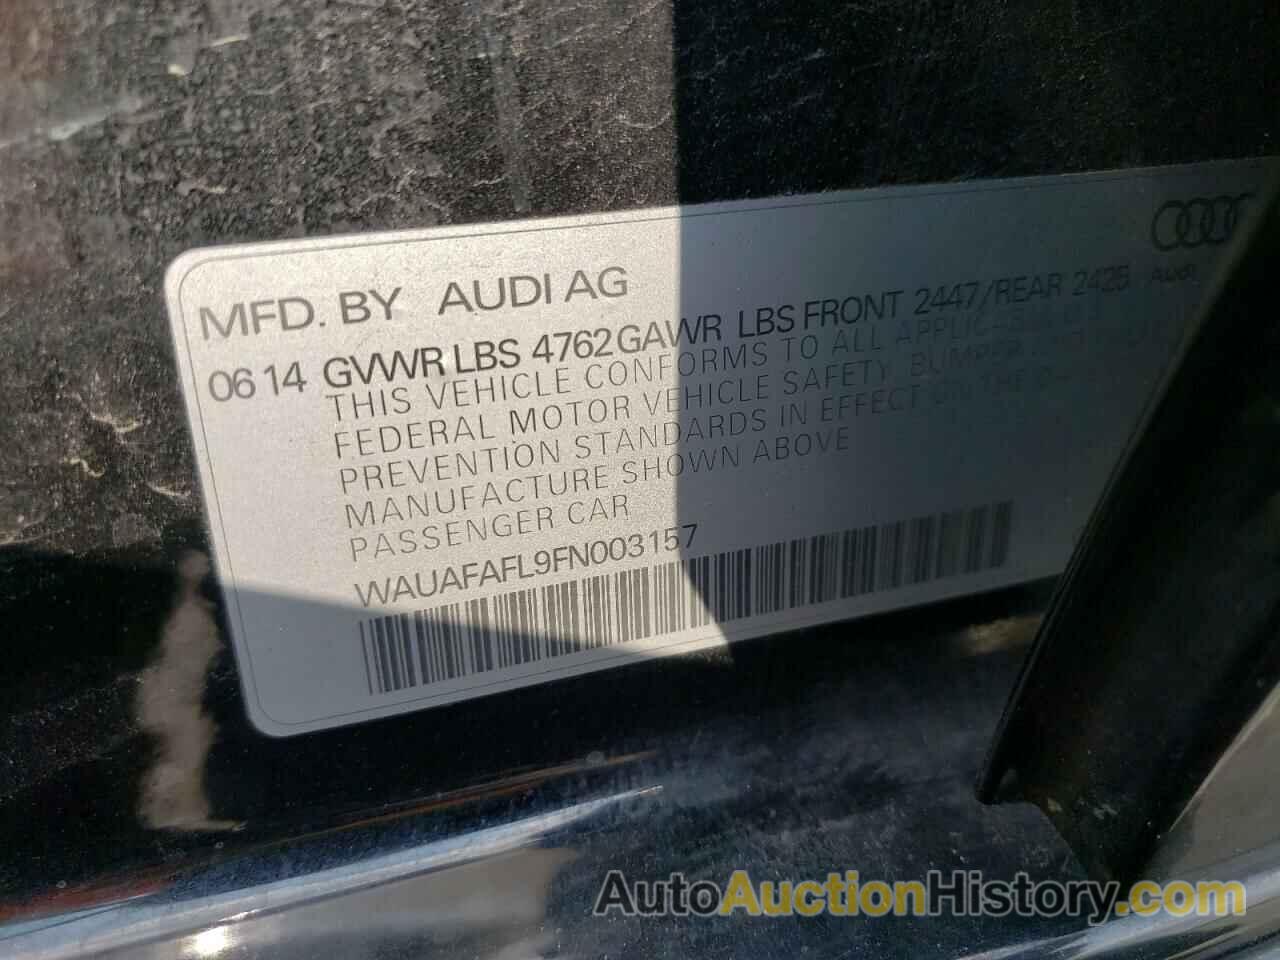 MFD. BY AUDI AG
06 14 GVWR LBS 4762 GAWR LBS FRONT 2447/REAR 2425 AUDI
THIS VEHICLE CONFORMS TO ALL
FEDERAL MOTOR VEHICLE SAFETY, BUMPER
PREVENTION STANDARDS IN EFFECT ON THE
MANUFACTURE SHOWN ABOVE
PASSENGER CAR
WAUAFAFL9FN003157
AutoAuctionHistory.com